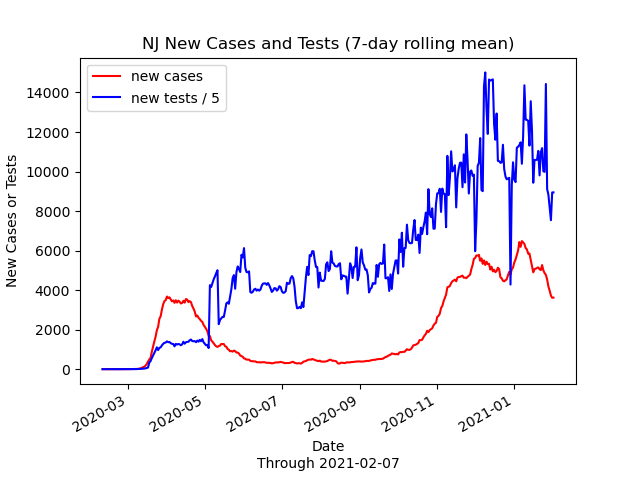 NJ New Cases and Tests (7-day rolling mean)
new cases
new tests / 5
New Cases or Tests
14000
12000
10000
8000
6000
4000
2000
0
2020-03
2020-05
2020-07
2020-09
2020-11
2021-01
Date
Through 2021-02-07